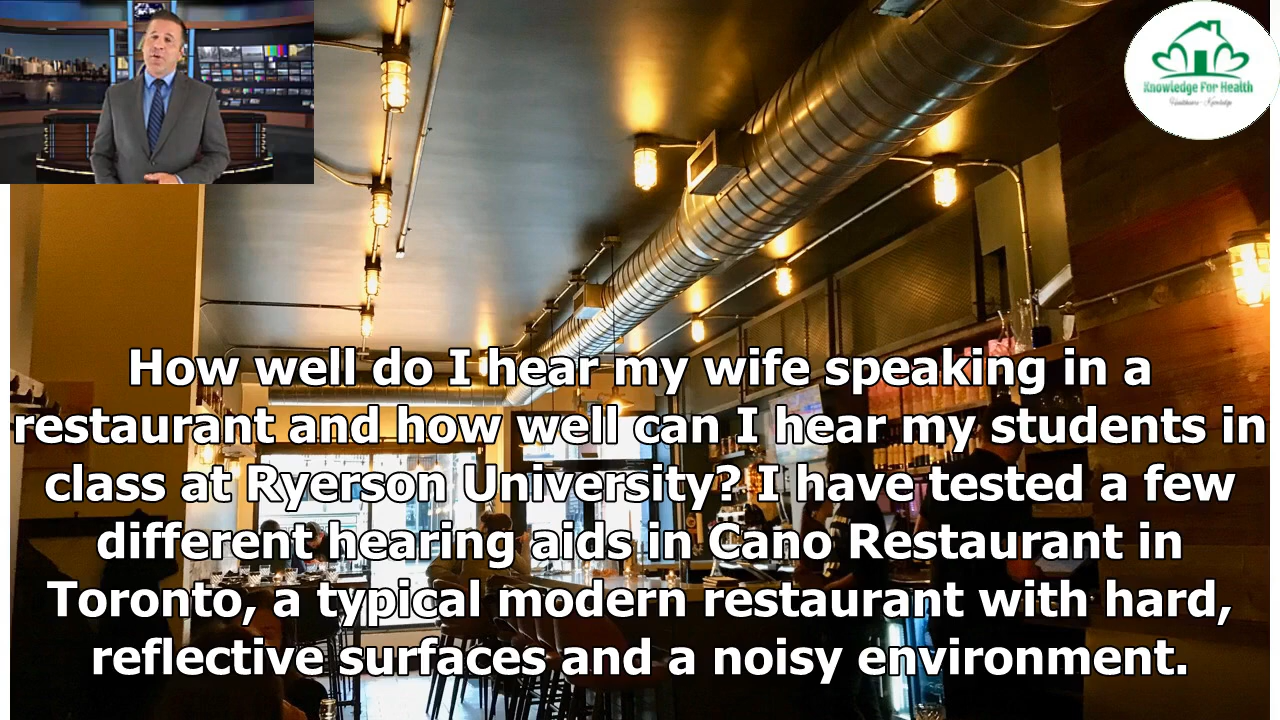 Knowledge For Health
Healthcare - Knowledge
How well do I hear my wife speaking in a
restaurant and how well can I hear my students in
class at Ryerson University? I have tested a few
different hearing aids in Cano Restaurant in
Toronto, a typical modern restaurant with hard,
reflective surfaces and a noisy environment.